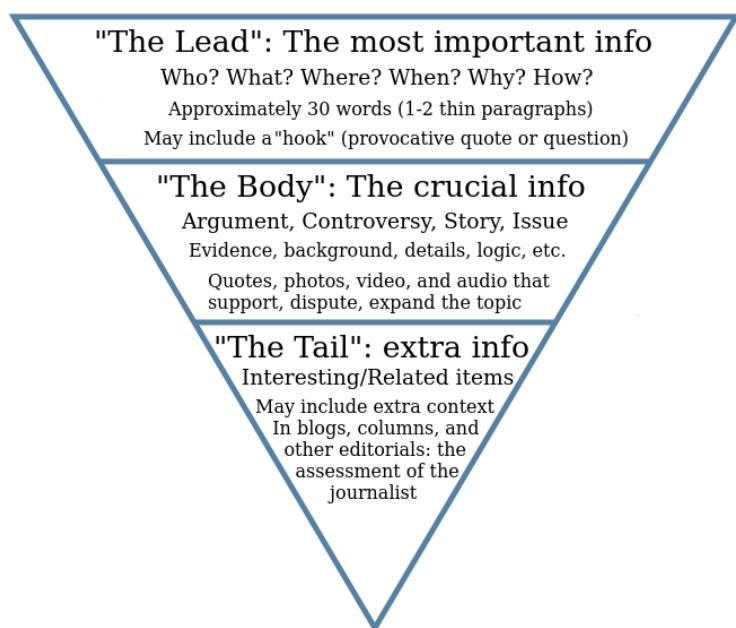 "The Lead": The most important info
Who? What? Where? When? Why? How?
Approximately 30 words (1-2 thin paragraphs)
May include a "hook" (provocative quote or question)
"The Body": The crucial info
Argument, Controversy, Story, Issue
Evidence, background, details, logic, etc.
Quotes, photos, video, and audio that
support, dispute, expand the topic
"The Tail": extra info
Interesting/Related items
May include extra context
In blogs, columns, and
other editorials: the
assessment of the
journalist